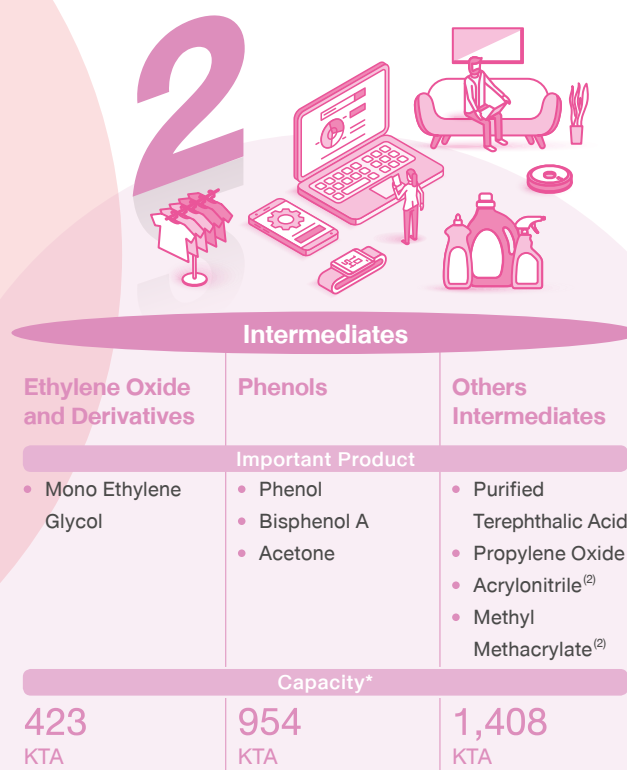 2
Intermediates
Ethylene Oxide
and Derivatives
Phenols
Others
Intermediates
Important Product
• Mono Ethylene
Glycol
• Phenol
• Bisphenol A
• Acetone
• Purified
Terephthalic Acid
• Propylene Oxide
• Acrylonitrile(2)
• Methyl
Methacrylate(2)
Capacity*
423
KTA
954
KTA
1,408
KTA